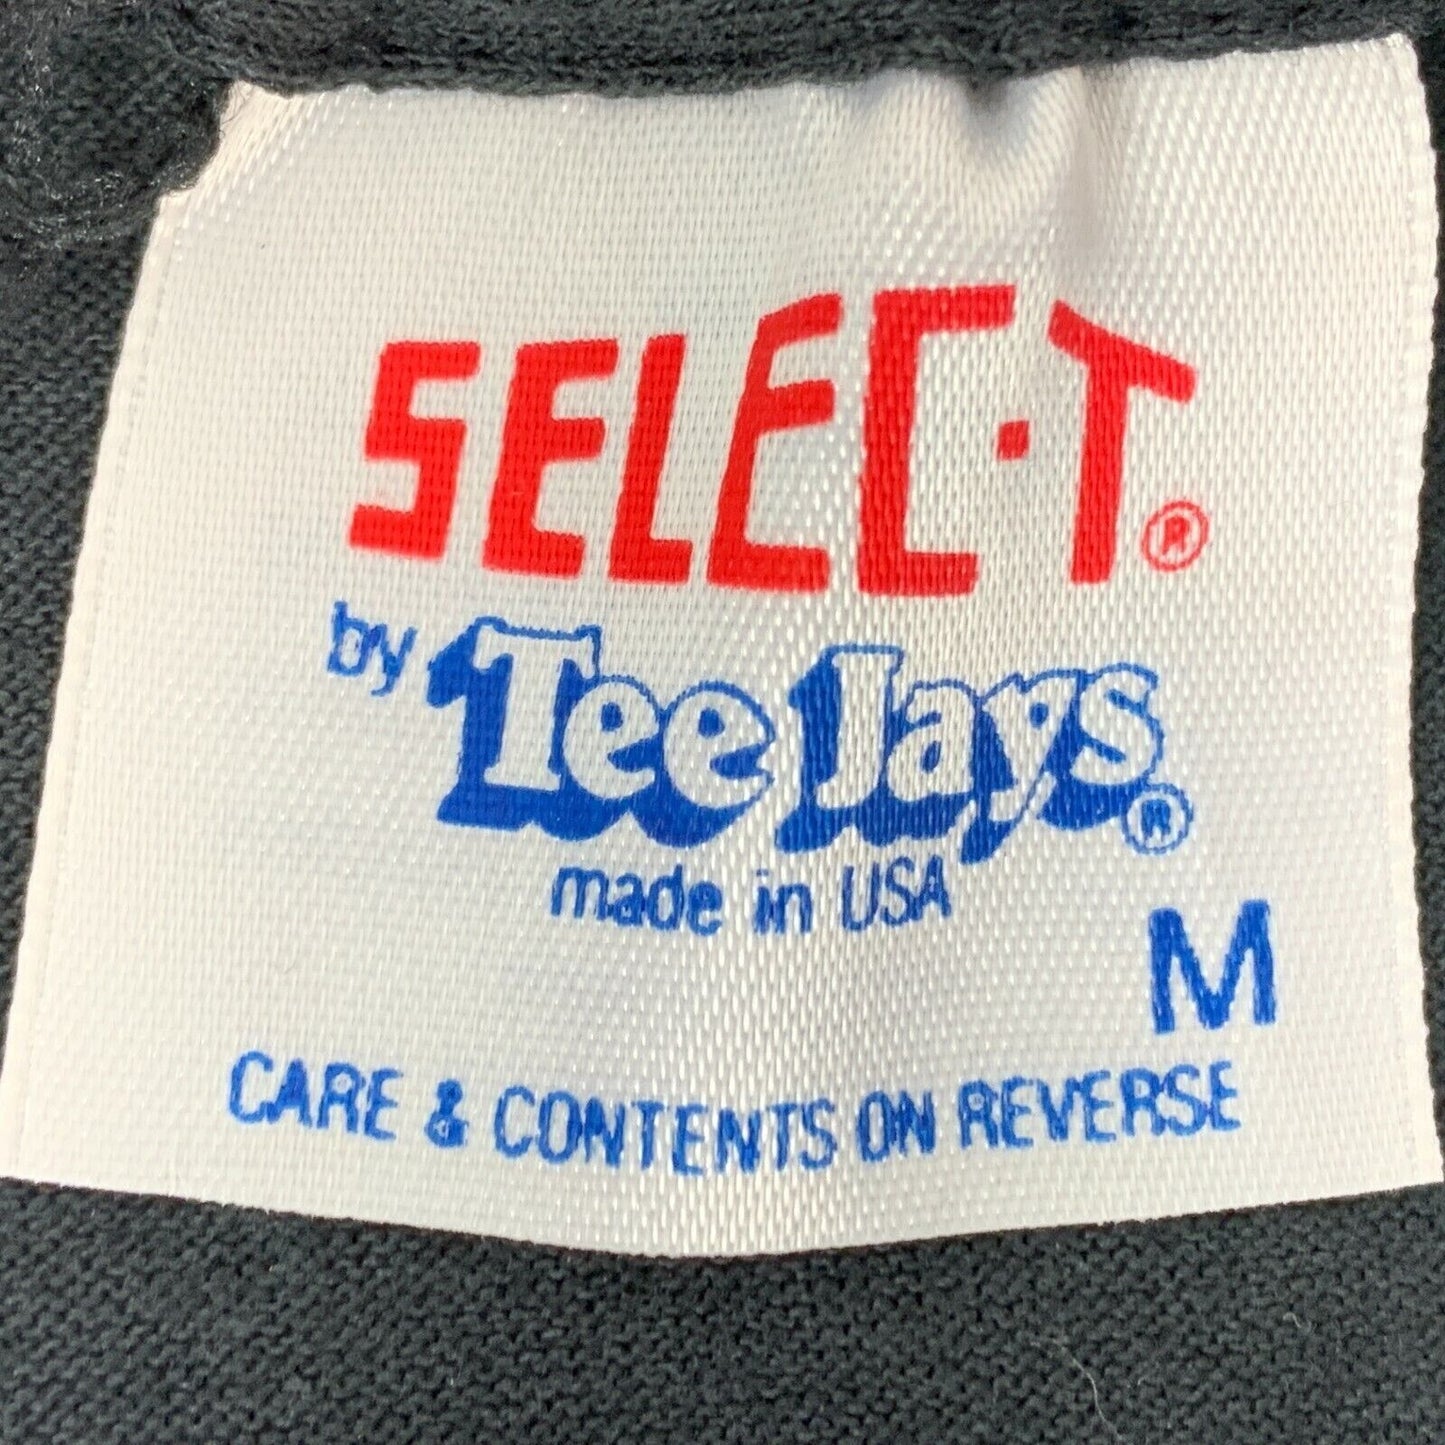 SELEC·T®
by Tee Jays®
made in USA
M
CARE & CONTENTS ON REVERSE